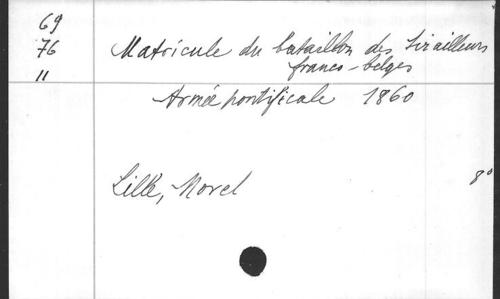 69
76
11
Matricule du bataillon des tirailleurs
franco-belges
Armée pontificale 1860
Lille, Morel
8°